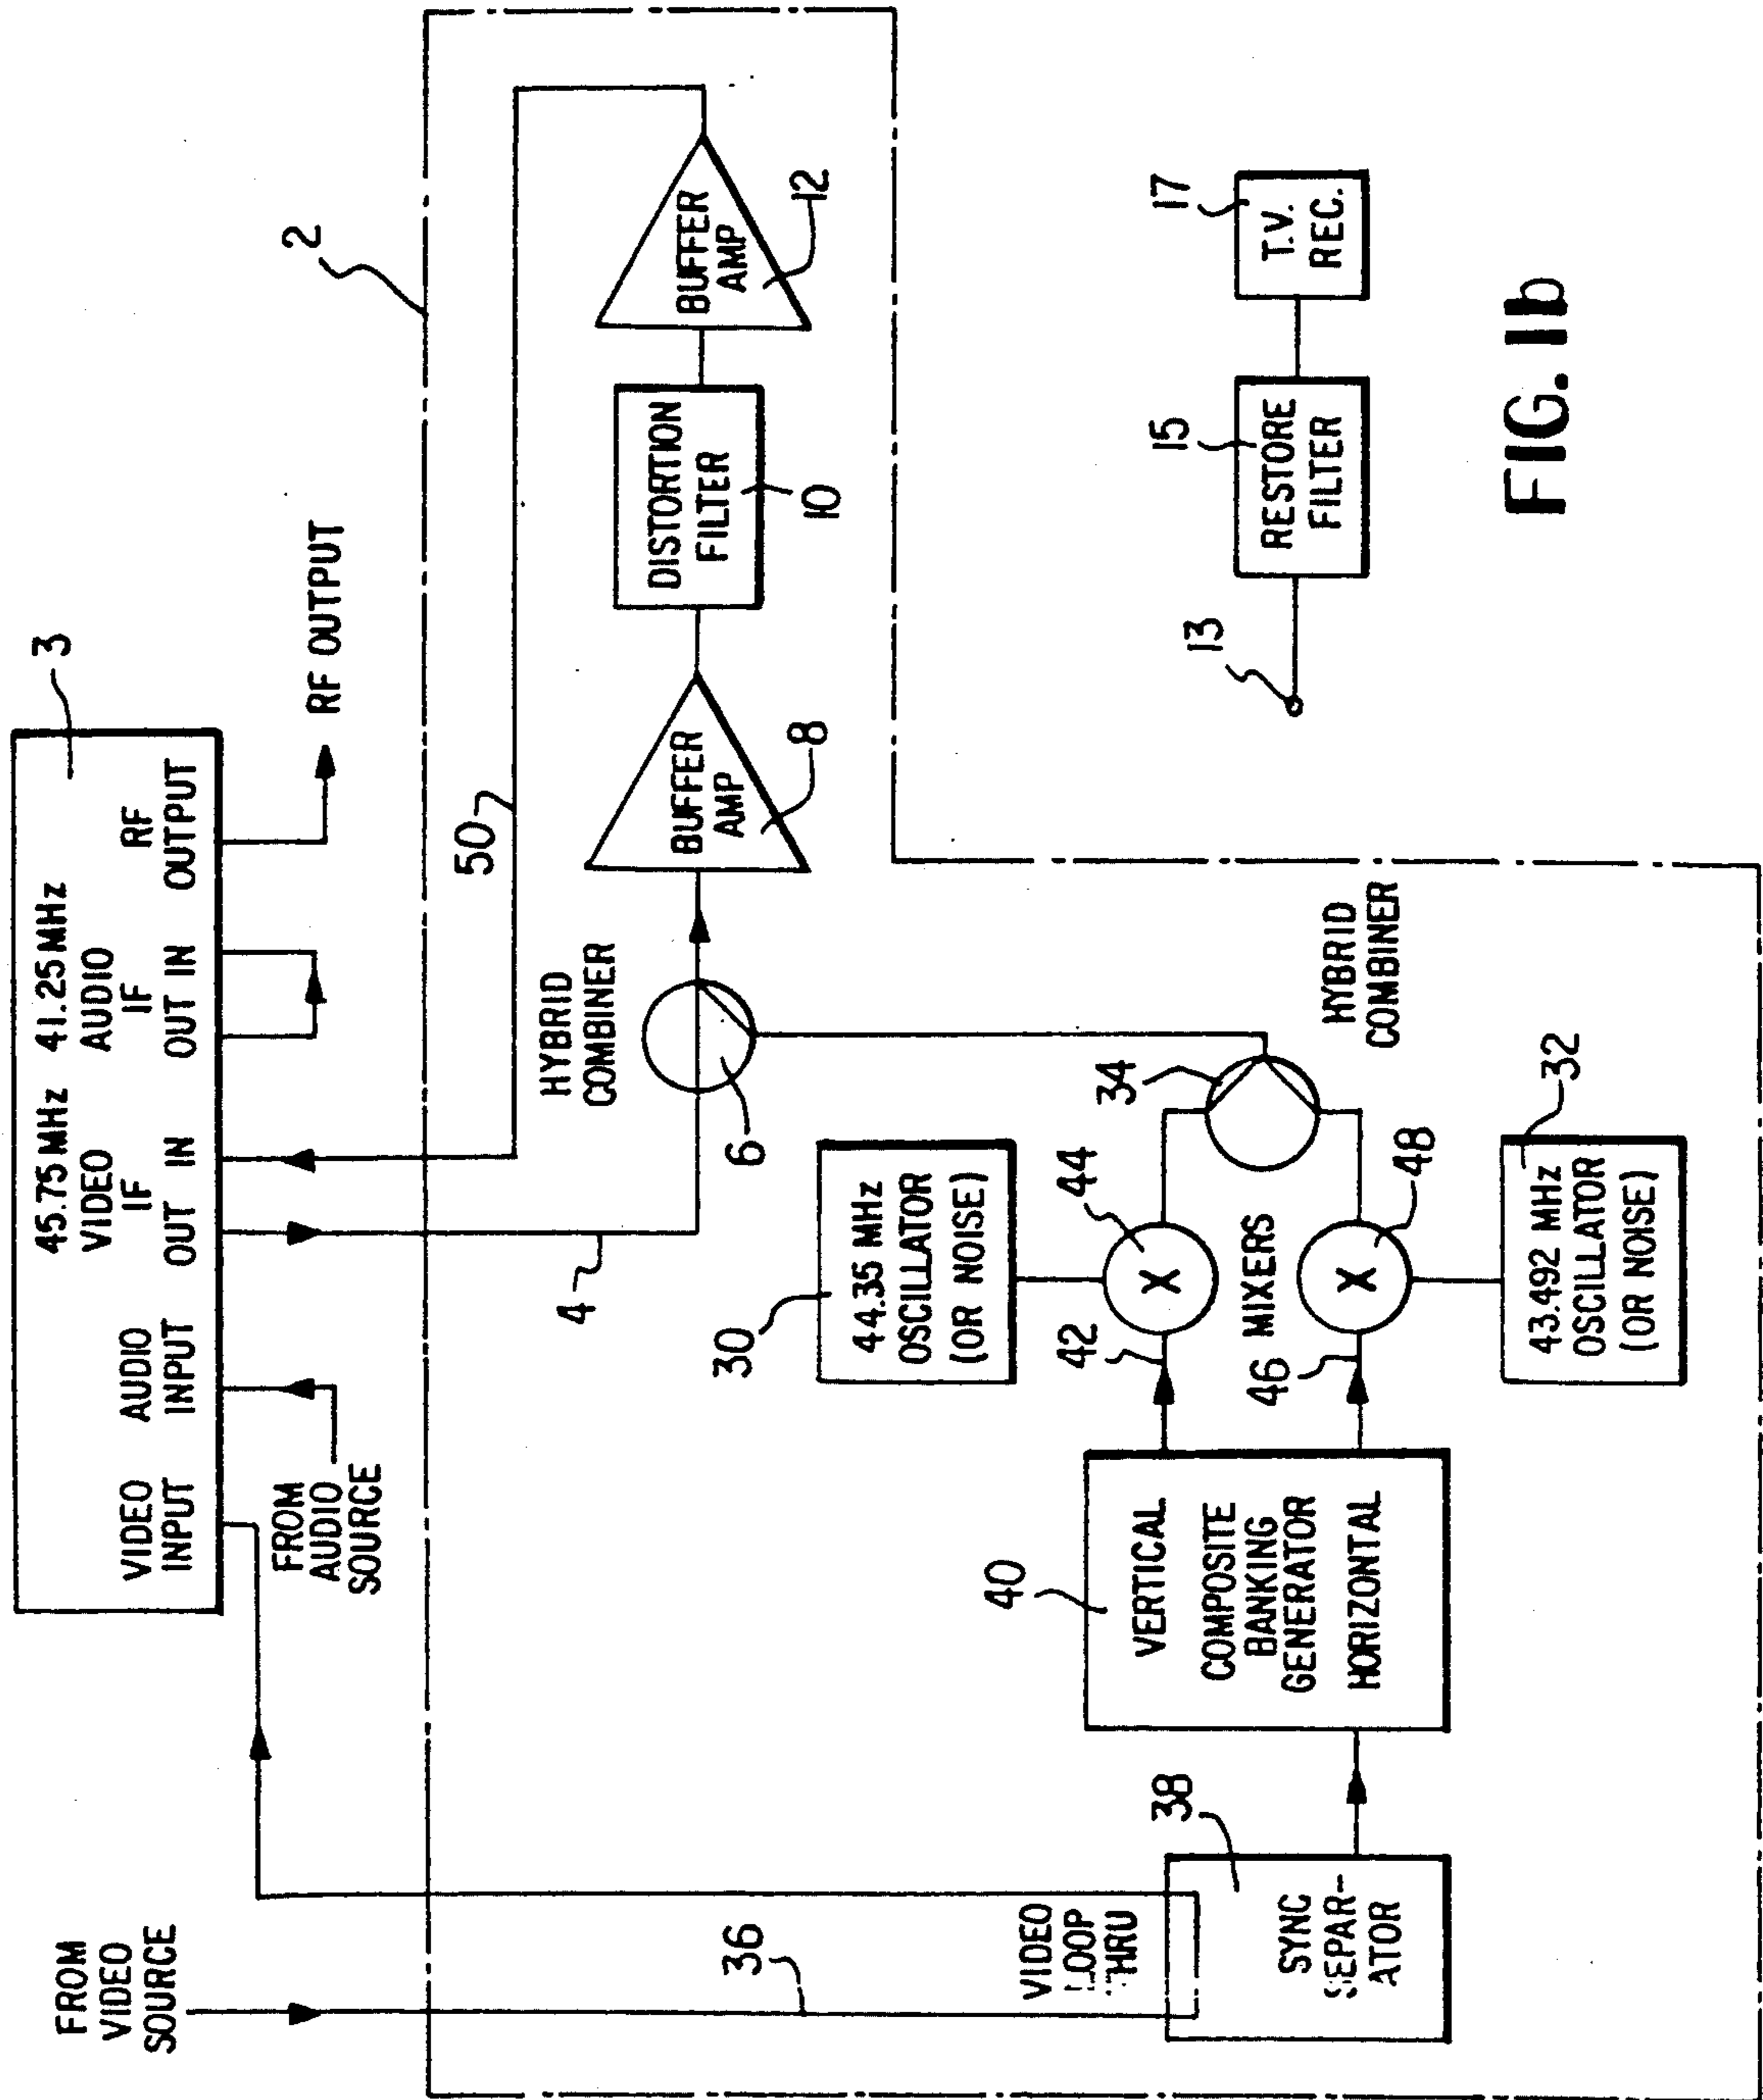 3
VIDEO
INPUT
AUDIO
INPUT
45.75 MHz
VIDEO
IF
OUT IN
41.25 MHz
AUDIO
IF
OUT IN
RF
OUTPUT
FROM
VIDEO
SOURCE
FROM
AUDIO
SOURCE
RF OUTPUT
2
50
4
HYBRID
COMBINER
6
BUFFER
AMP
8
DISTORTION
FILTER
10
BUFFER
AMP
12
36
VIDEO
LOOP
THRU
38
SYNC
SEPAR-
ATOR
40
VERTICAL
COMPOSITE
BANKING
GENERATOR
HORIZONTAL
30
44.35 MHz
OSCILLATOR
(OR NOISE)
42
44
MIXERS
46
48
34
HYBRID
COMBINER
32
43.492 MHz
OSCILLATOR
(OR NOISE)
13
15
RESTORE
FILTER
17
T.V.
REC.
FIG. 1b